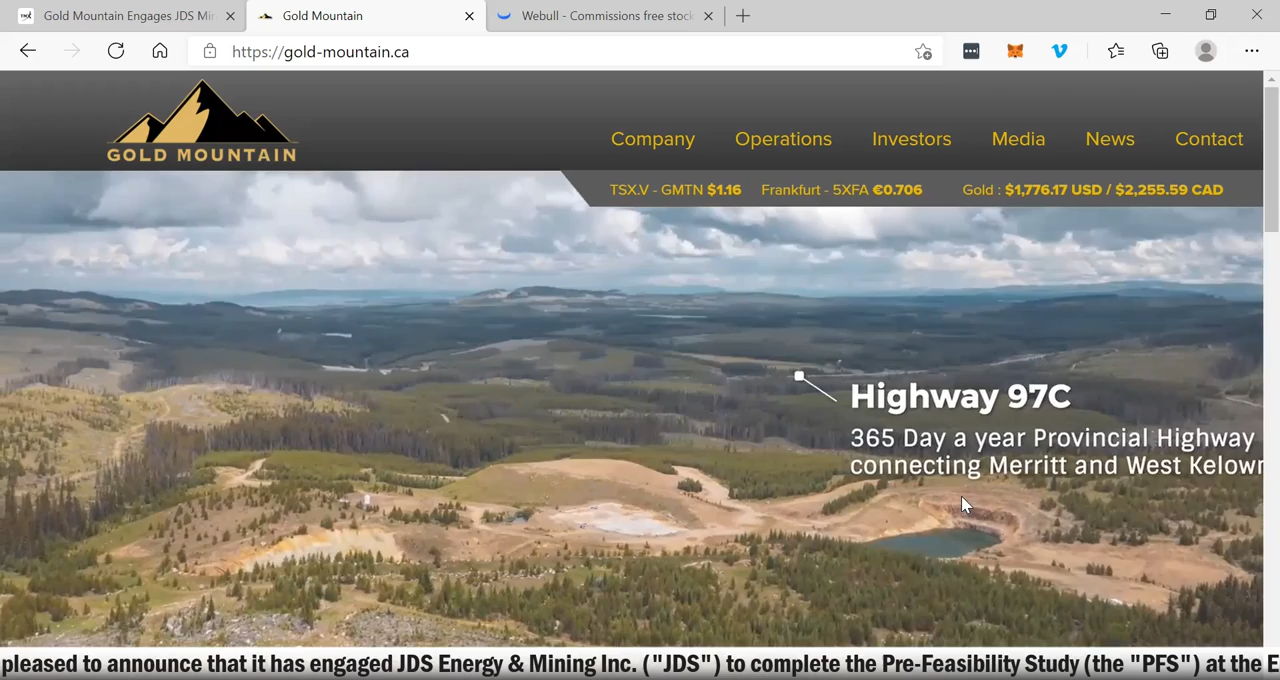 Gold Mountain Engages JDS Min
Gold Mountain
Webull - Commissions free stock
https://gold-mountain.ca
GOLD MOUNTAIN
Company Operations Investors Media News Contact
TSX.V - GMTN $1.16 Frankfurt - 5XFA €0.706 Gold : $1,776.17 USD / $2,255.59 CAD
Highway 97C
365 Day a year Provincial Highway
connecting Merritt and West Kelown
pleased to announce that it has engaged JDS Energy & Mining Inc. ("JDS") to complete the Pre-Feasibility Study (the "PFS") at the E